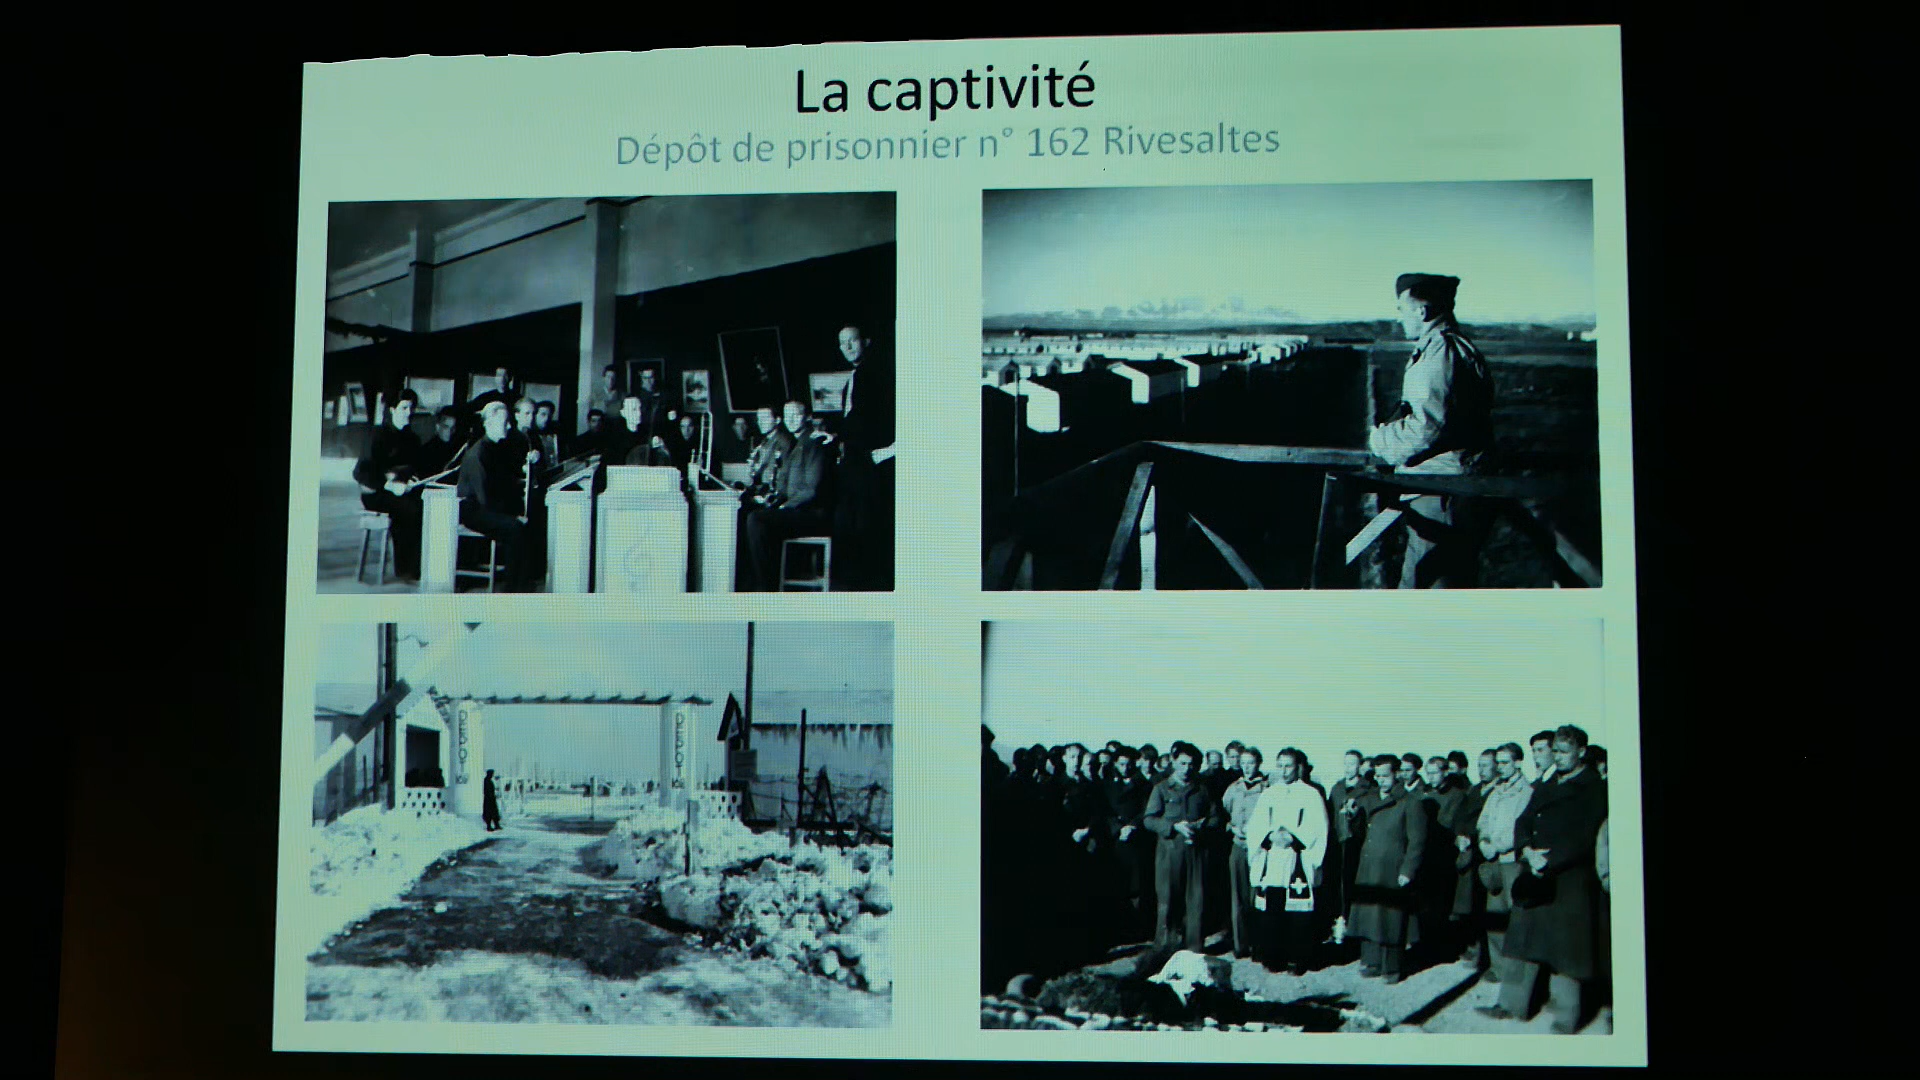 La captivité
Dépôt de prisonnier n° 162 Rivesaltes
DEPOT
DEPOT